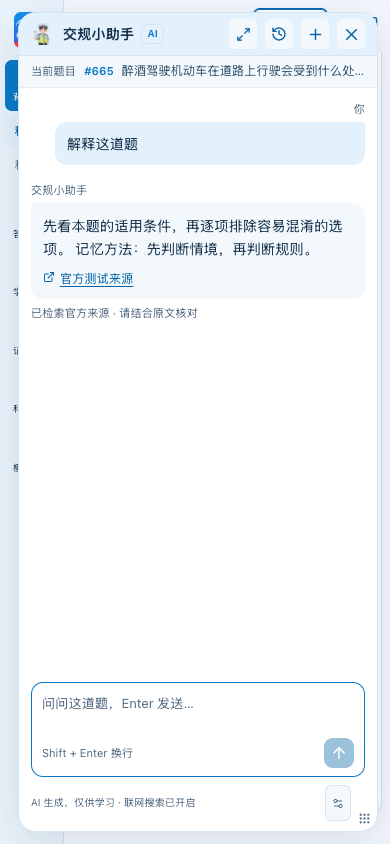 交规小助手 AI
当前题目 #665 醉酒驾驶机动车在道路上行驶会受到什么处...
你
解释这道题
交规小助手
先看本题的适用条件，再逐项排除容易混淆的选
项。 记忆方法：先判断情境，再判断规则。
官方测试来源
已检索官方来源 · 请结合原文核对
问问这道题，Enter 发送...
Shift + Enter 换行
AI 生成，仅供学习 · 联网搜索已开启